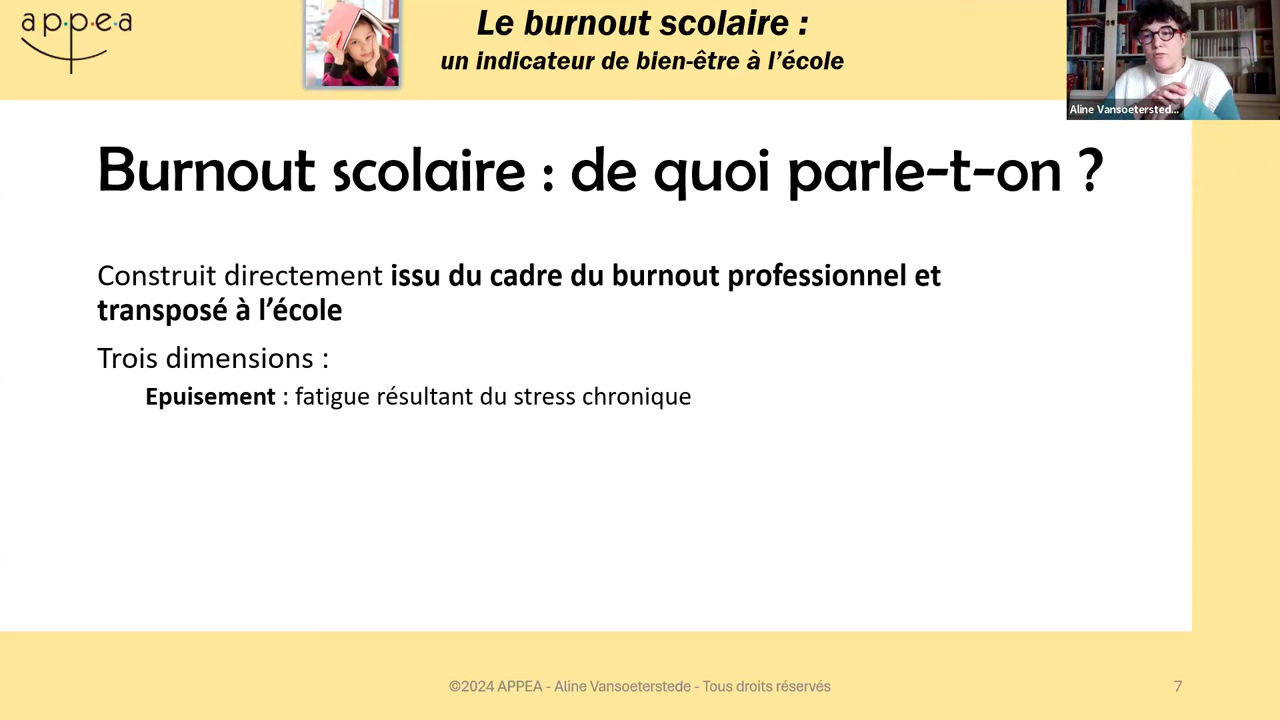 a·p·p·e·a
Le burnout scolaire :
un indicateur de bien-être à l'école
Aline Vansoetersted...
Burnout scolaire : de quoi parle-t-on ?
Construit directement issu du cadre du burnout professionnel et
transposé à l'école
Trois dimensions :
Epuisement : fatigue résultant du stress chronique
©2024 APPEA - Aline Vansoeterstede - Tous droits réservés
7